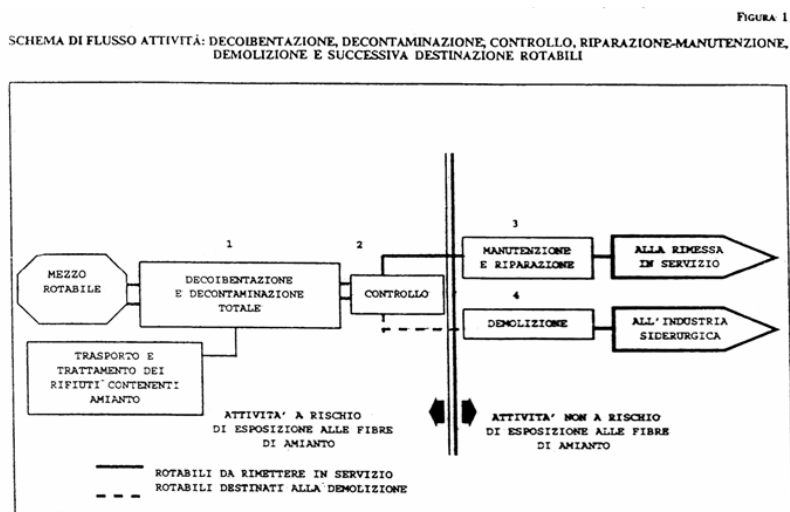 FIGURA 1
SCHEMA DI FLUSSO ATTIVITÀ: DECOIBENTAZIONE, DECONTAMINAZIONE, CONTROLLO, RIPARAZIONE-MANUTENZIONE,
DEMOLIZIONE E SUCCESSIVA DESTINAZIONE ROTABILI
1
2
3
MEZZO
ROTABILE
DECOIBENTAZIONE
E DECONTAMINAZIONE
TOTALE
CONTROLLO
MANUTENZIONE
E RIPARAZIONE
ALLA RIMESSA
IN SERVIZIO
4
DEMOLIZIONE
ALL'INDUSTRIA
SIDERURGICA
TRASPORTO E
TRATTAMENTO DEI
RIFIUTI CONTENENTI
AMIANTO
ATTIVITA' A RISCHIO
DI ESPOSIZIONE ALLE FIBRE
DI AMIANTO
ATTIVITA' NON A RISCHIO
DI ESPOSIZIONE ALLE FIBRE
DI AMIANTO
ROTABILI DA RIMETTERE IN SERVIZIO
ROTABILI DESTINATI ALLA DEMOLIZIONE